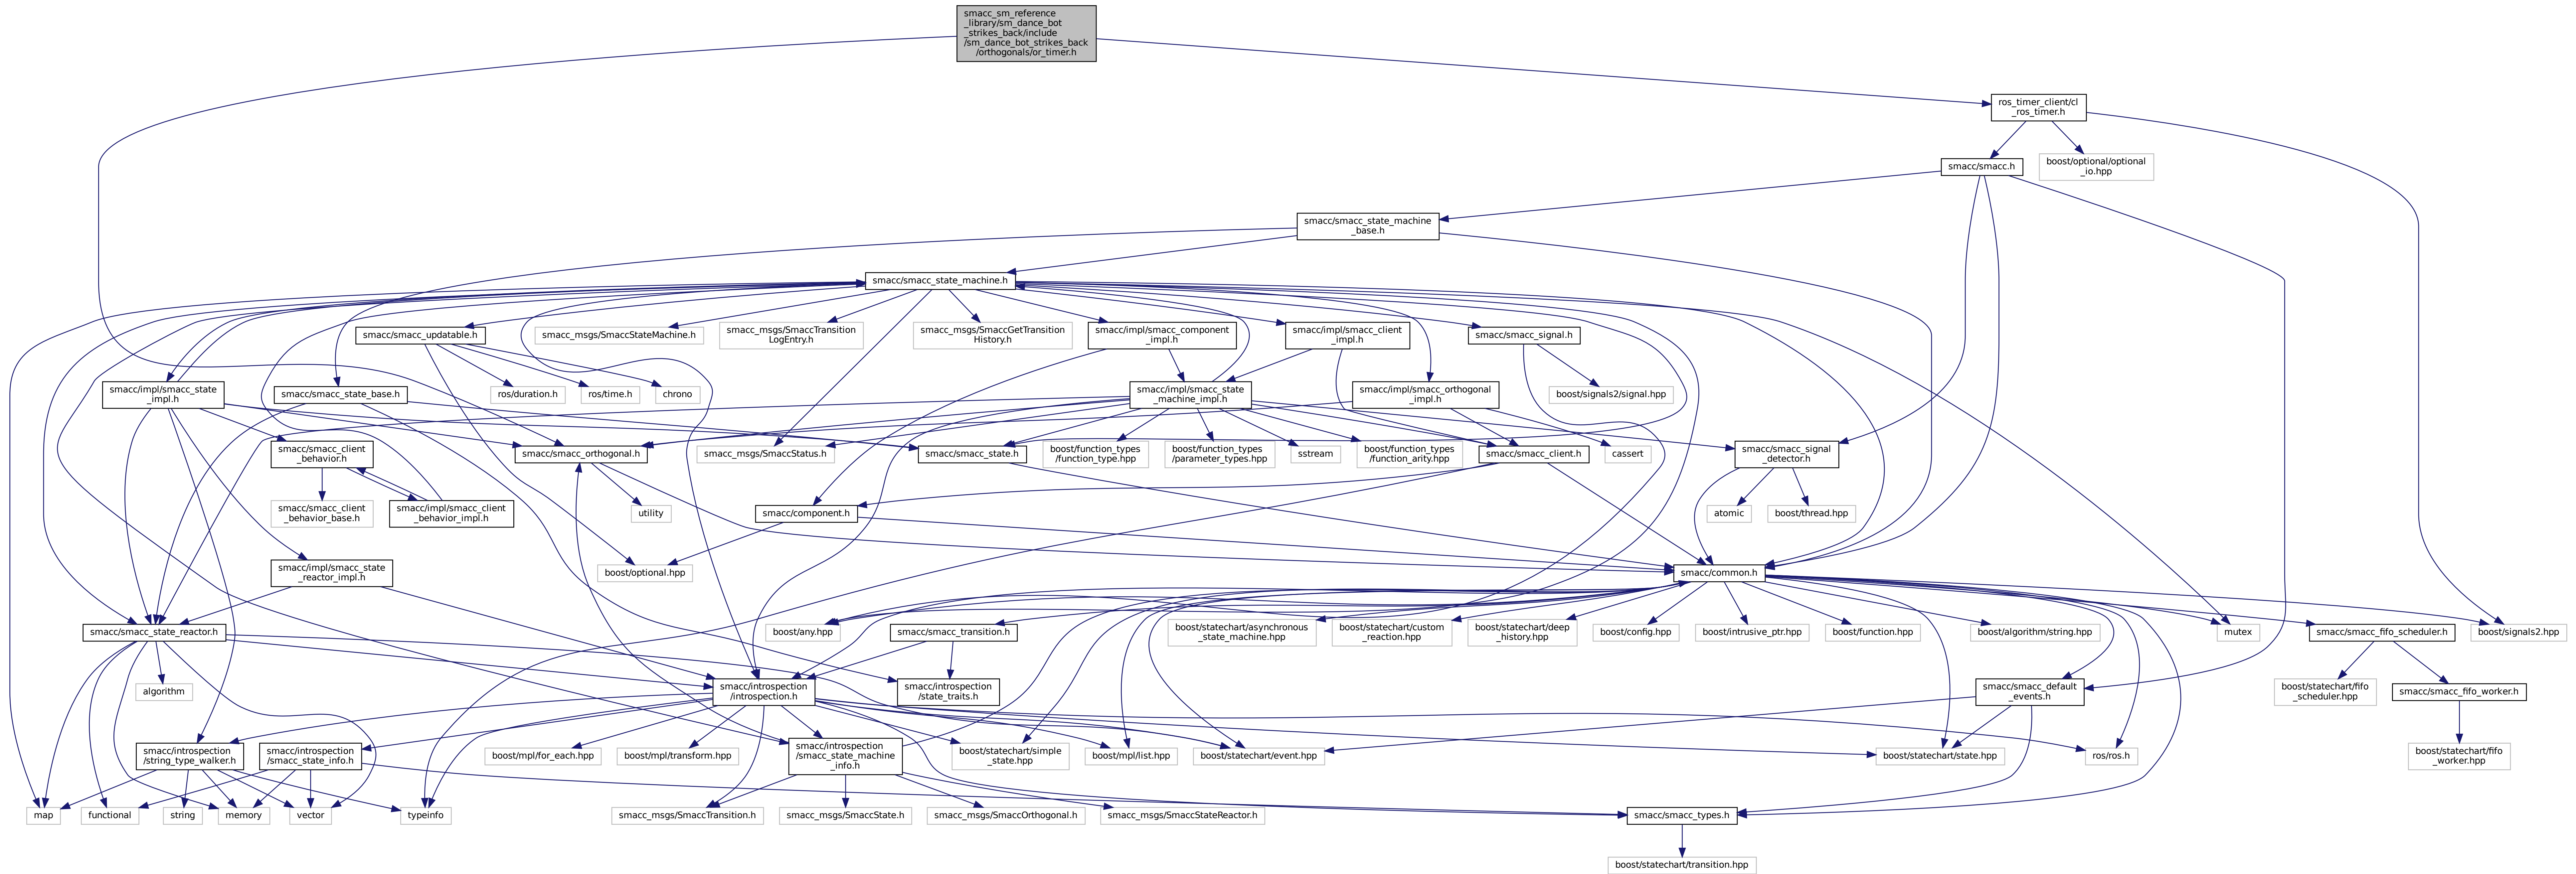 smacc_sm_reference
_library/sm_dance_bot
_strikes_back/include
/sm_dance_bot_strikes_back
/orthogonals/or_timer.h
ros_timer_client/cl
_ros_timer.h
smacc/smacc.h
boost/optional/optional
_io.hpp
smacc/smacc_state_machine
_base.h
smacc/smacc_state_machine.h
smacc/smacc_updatable.h
smacc_msgs/SmaccStateMachine.h
smacc_msgs/SmaccTransition
LogEntry.h
smacc_msgs/SmaccGetTransition
History.h
smacc/impl/smacc_component
_impl.h
smacc/impl/smacc_client
_impl.h
smacc/smacc_signal.h
smacc/impl/smacc_state
_impl.h
smacc/smacc_state_base.h
ros/duration.h
ros/time.h
chrono
smacc/impl/smacc_state
_machine_impl.h
smacc/impl/smacc_orthogonal
_impl.h
boost/signals2/signal.hpp
smacc/smacc_client
_behavior.h
smacc/smacc_orthogonal.h
smacc_msgs/SmaccStatus.h
smacc/smacc_state.h
boost/function_types
/function_type.hpp
boost/function_types
/parameter_types.hpp
sstream
boost/function_types
/function_arity.hpp
smacc/smacc_client.h
cassert
smacc/smacc_signal
_detector.h
smacc/smacc_client
_behavior_base.h
smacc/impl/smacc_client
_behavior_impl.h
utility
smacc/component.h
atomic
boost/thread.hpp
smacc/impl/smacc_state
_reactor_impl.h
boost/optional.hpp
smacc/common.h
smacc/smacc_state_reactor.h
boost/any.hpp
smacc/smacc_transition.h
boost/statechart/asynchronous
_state_machine.hpp
boost/statechart/custom
_reaction.hpp
boost/statechart/deep
_history.hpp
boost/config.hpp
boost/intrusive_ptr.hpp
boost/function.hpp
boost/algorithm/string.hpp
mutex
smacc/smacc_fifo_scheduler.h
boost/signals2.hpp
algorithm
smacc/introspection
/introspection.h
smacc/introspection
/state_traits.h
smacc/smacc_default
_events.h
boost/statechart/fifo
_scheduler.hpp
smacc/smacc_fifo_worker.h
smacc/introspection
/string_type_walker.h
smacc/introspection
/smacc_state_info.h
boost/mpl/for_each.hpp
boost/mpl/transform.hpp
smacc/introspection
/smacc_state_machine
_info.h
boost/statechart/simple
_state.hpp
boost/mpl/list.hpp
boost/statechart/event.hpp
boost/statechart/state.hpp
ros/ros.h
boost/statechart/fifo
_worker.hpp
map
functional
string
memory
vector
typeinfo
smacc_msgs/SmaccTransition.h
smacc_msgs/SmaccState.h
smacc_msgs/SmaccOrthogonal.h
smacc_msgs/SmaccStateReactor.h
smacc/smacc_types.h
boost/statechart/transition.hpp